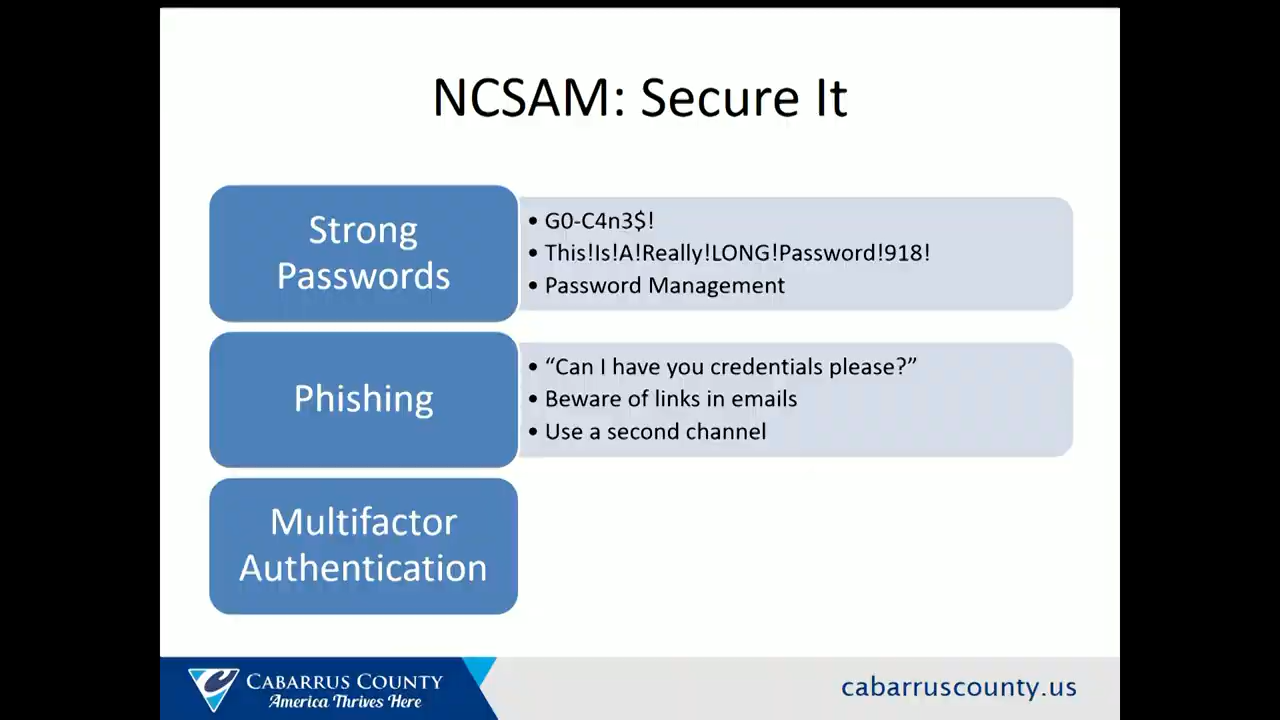 NCSAM: Secure It
Strong
Passwords
• G0-C4n3$!
• This!Is!A!Really!LONG!Password!918!
• Password Management
Phishing
• “Can I have you credentials please?”
• Beware of links in emails
• Use a second channel
Multifactor
Authentication
CABARRUS COUNTY
America Thrives Here
cabarruscounty.us